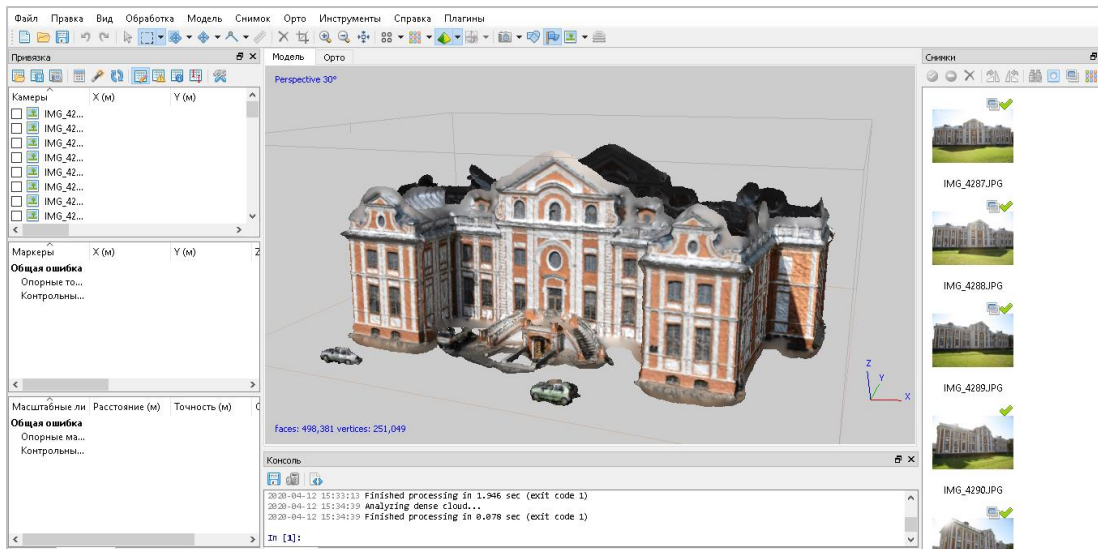 Файл Правка Вид Обработка Модель Снимок Орто Инструменты Справка Плагины
Привязка
Камеры X (м) Y (м)
IMG_42...
IMG_42...
IMG_42...
IMG_42...
IMG_42...
IMG_42...
IMG_42...
IMG_42...
Маркеры X (м) Y (м) Z
Общая ошибка
Опорные то...
Контрольны...
Масштабные ли Расстояние (м) Точность (м)
Общая ошибка
Опорные ма...
Контрольны...
Модель Орто
Perspective 30°
Z
Y
X
faces: 498,381 vertices: 251,049
Консоль
2020-04-12 15:33:13 Finished processing in 1.946 sec (exit code 1)
2020-04-12 15:34:39 Analyzing dense cloud...
2020-04-12 15:34:39 Finished processing in 0.078 sec (exit code 1)
In [1]:
Снимки
IMG_4287.JPG
IMG_4288.JPG
IMG_4289.JPG
IMG_4290.JPG